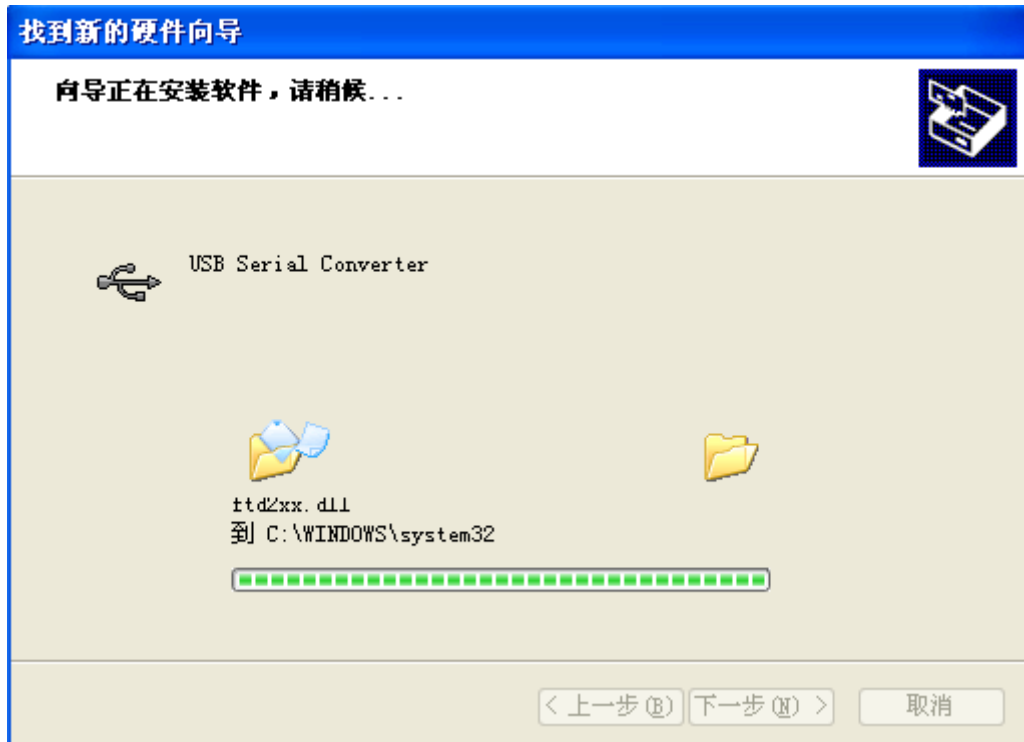 找到新的硬件向导
向导正在安装软件，请稍候...
USB Serial Converter
ftd2xx.dll
到 C:\WINDOWS\system32
< 上一步(B) 下一步(N) > 取消